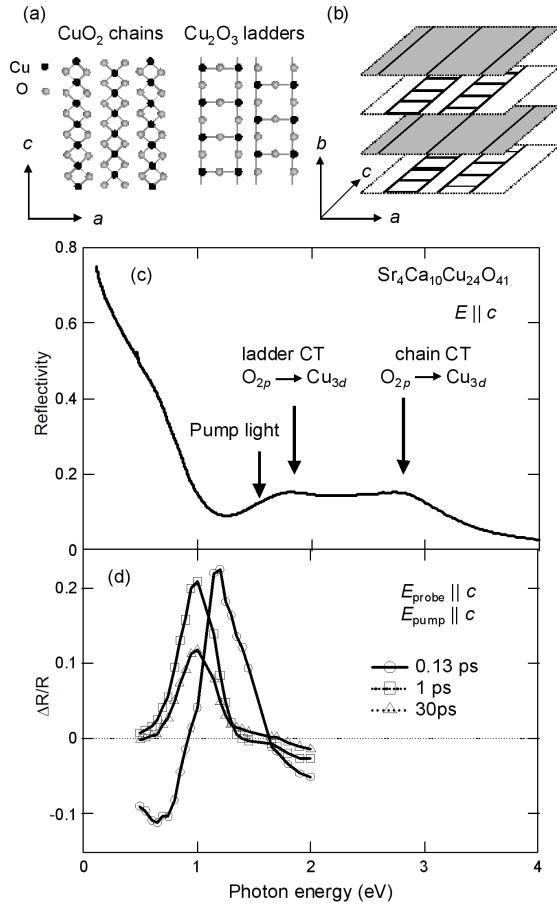 (a)
CuO2 chains
Cu2O3 ladders
Cu
O
c
a
(b)
b
c
a
(c)
Sr4Ca10Cu24O41
E || c
ladder CT
O2p → Cu3d
chain CT
O2p → Cu3d
Pump light
Reflectivity
0.8
0.6
0.4
0.2
0
(d)
Eprobe || c
Epump || c
0.13 ps
1 ps
30ps
ΔR/R
0.2
0.1
0
-0.1
0 1 2 3 4
Photon energy (eV)